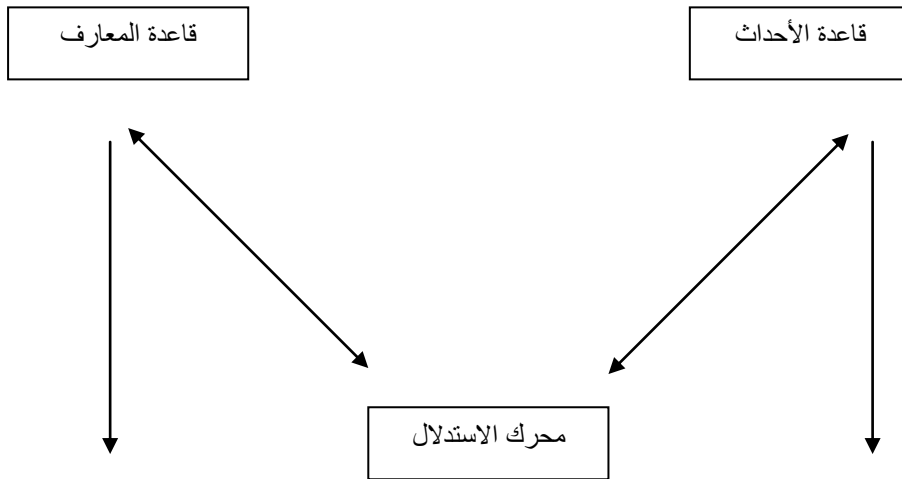 قاعدة الأحداث
قاعدة المعارف
محرك الاستدلال